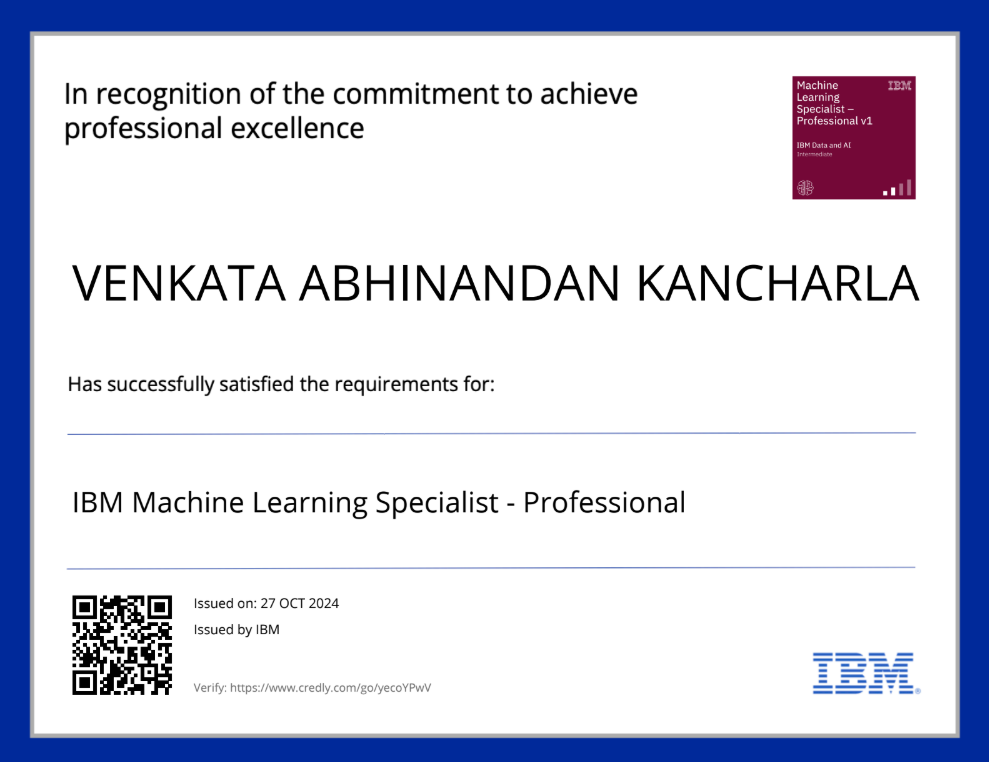 In recognition of the commitment to achieve
professional excellence
Machine
Learning
Specialist –
Professional v1
IBM
IBM Data and AI
Intermediate
VENKATA ABHINANDAN KANCHARLA
Has successfully satisfied the requirements for:
IBM Machine Learning Specialist - Professional
Issued on: 27 OCT 2024
Issued by IBM
Verify: https://www.credly.com/go/yecoYPwV
IBM®